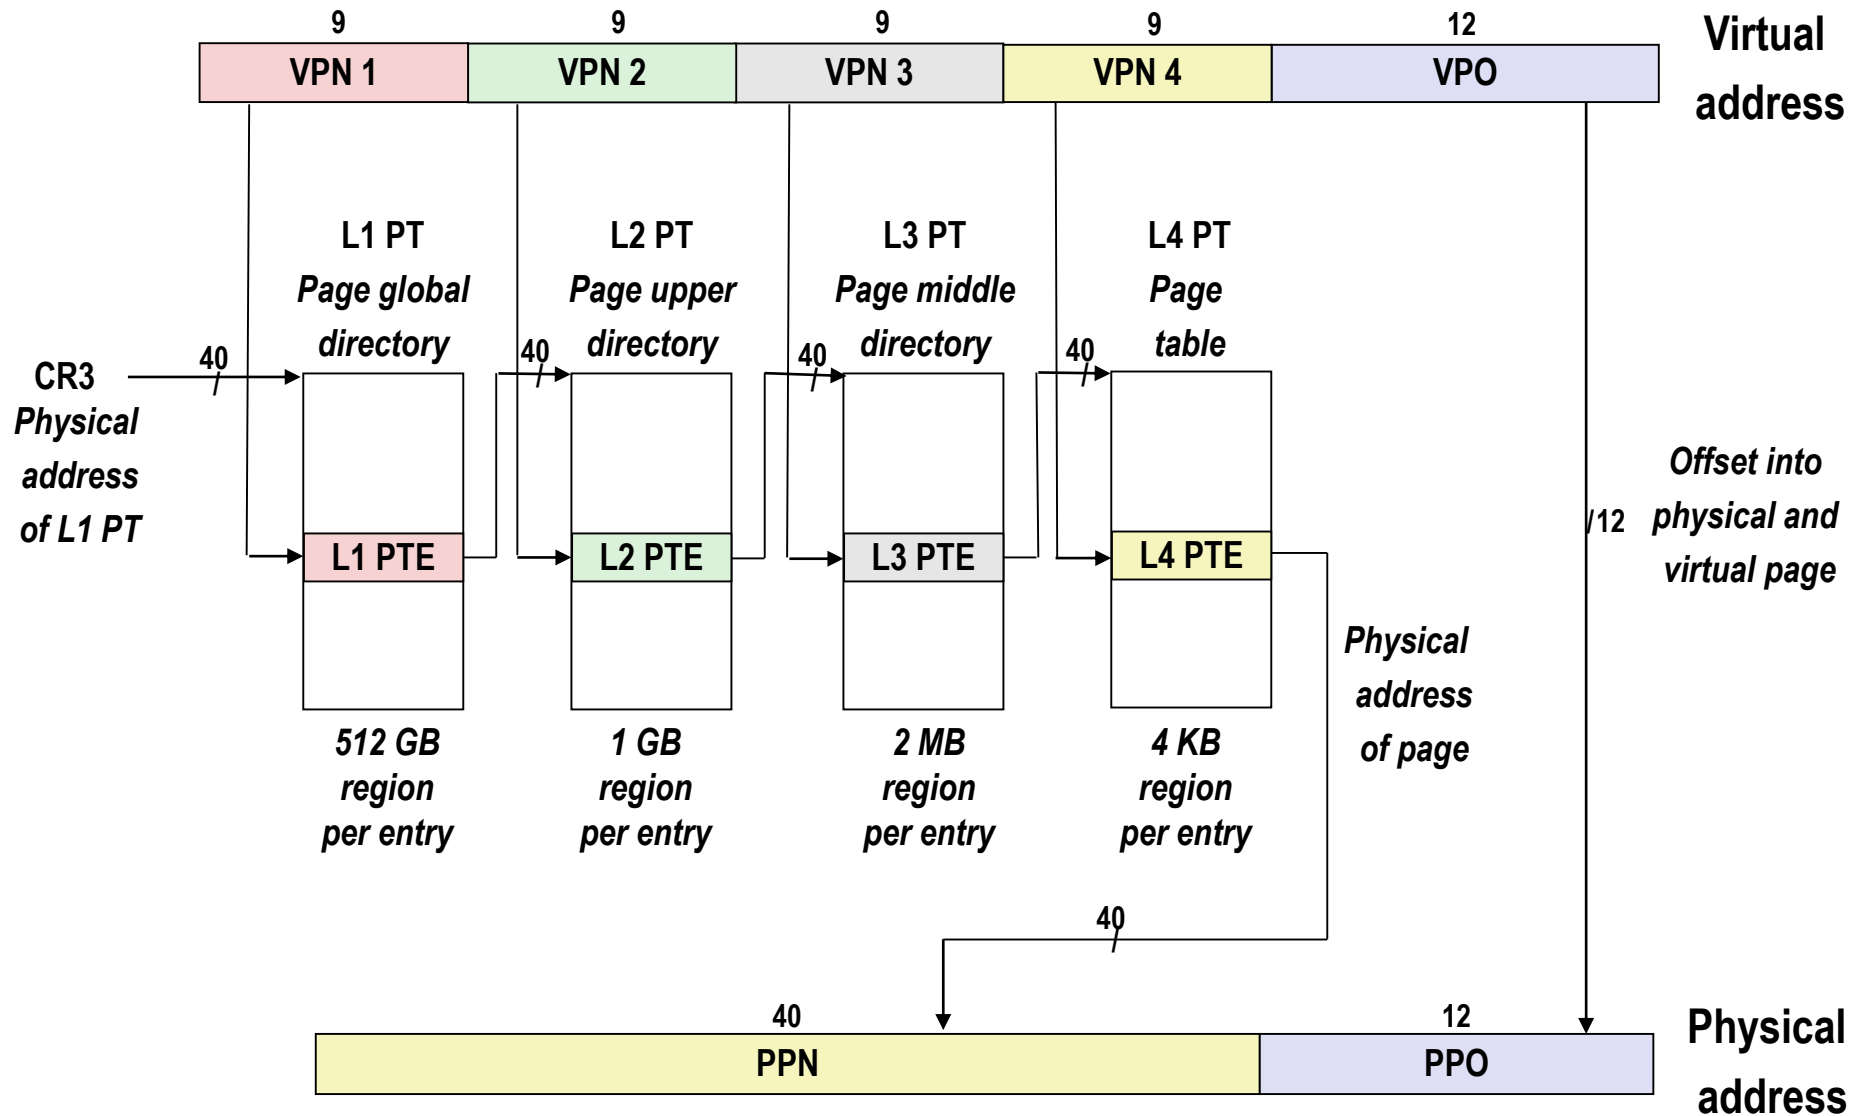 9
9
9
9
12
VPN 1
VPN 2
VPN 3
VPN 4
VPO
Virtual
address
L1 PT
Page global
directory
L2 PT
Page upper
directory
L3 PT
Page middle
directory
L4 PT
Page
table
CR3
Physical
address
of L1 PT
40
40
40
40
L1 PTE
L2 PTE
L3 PTE
L4 PTE
/12
Offset into
physical and
virtual page
512 GB
region
per entry
1 GB
region
per entry
2 MB
region
per entry
4 KB
region
per entry
Physical
address
of page
40
40
12
PPN
PPO
Physical
address